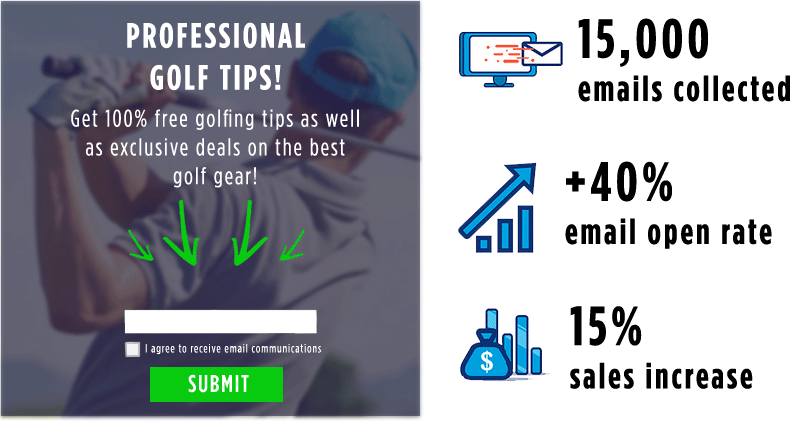 PROFESSIONAL
GOLF TIPS!
Get 100% free golfing tips as well
as exclusive deals on the best
golf gear!
I agree to receive email communications
SUBMIT
15,000
emails collected
+40%
email open rate
$
15%
sales increase